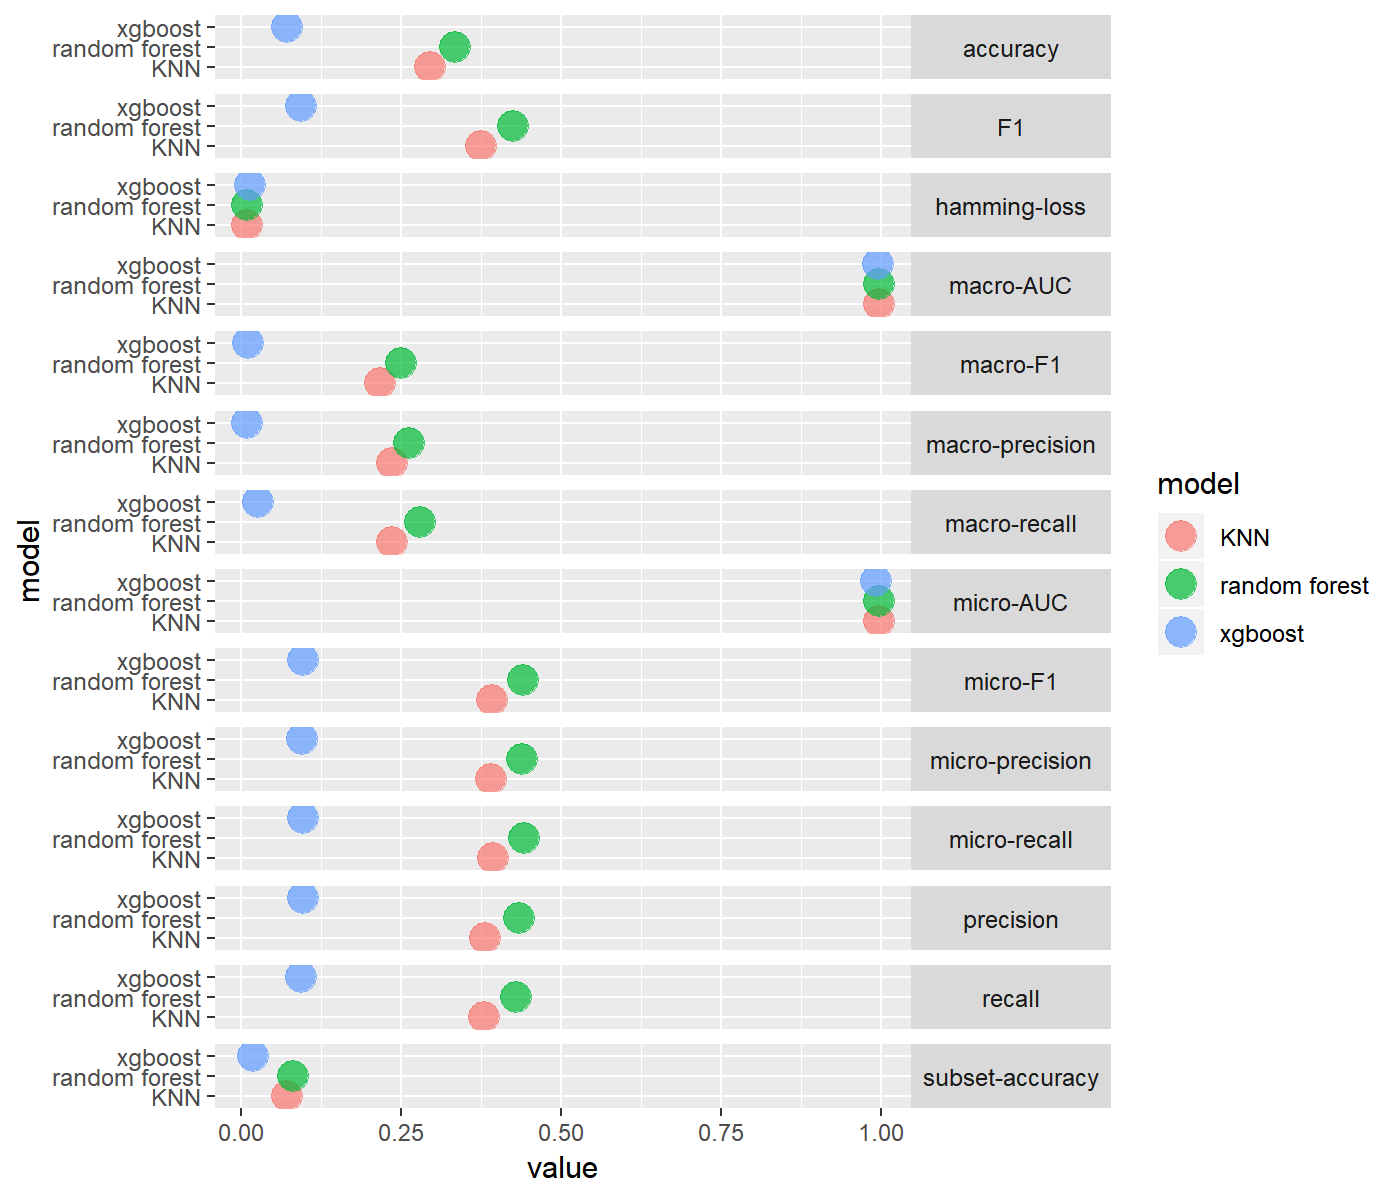 xgboost
random forest
KNN
accuracy
xgboost
random forest
KNN
F1
xgboost
random forest
KNN
hamming-loss
xgboost
random forest
KNN
macro-AUC
xgboost
random forest
KNN
macro-F1
xgboost
random forest
KNN
macro-precision
xgboost
random forest
KNN
macro-recall
xgboost
random forest
KNN
micro-AUC
xgboost
random forest
KNN
micro-F1
xgboost
random forest
KNN
micro-precision
xgboost
random forest
KNN
micro-recall
xgboost
random forest
KNN
precision
xgboost
random forest
KNN
recall
xgboost
random forest
KNN
subset-accuracy
0.00 0.25 0.50 0.75 1.00
value
model
model
KNN
random forest
xgboost